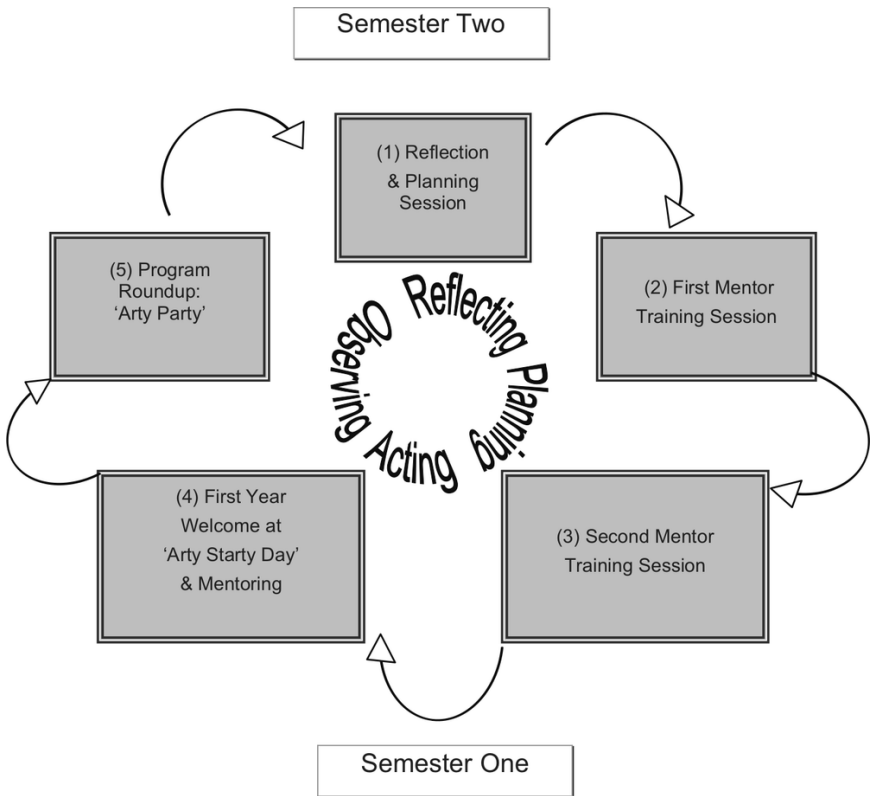 Semester Two
(1) Reflection
& Planning
Session
(5) Program
Roundup:
‘Arty Party’
(2) First Mentor
Training Session
Reflecting Planning Acting Observing
(4) First Year
Welcome at
‘Arty Starty Day’
& Mentoring
(3) Second Mentor
Training Session
Semester One